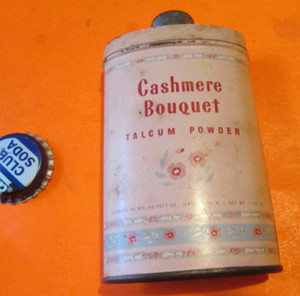 Cashmere
Bouquet
TALCUM POWDER
CLUB
SODA